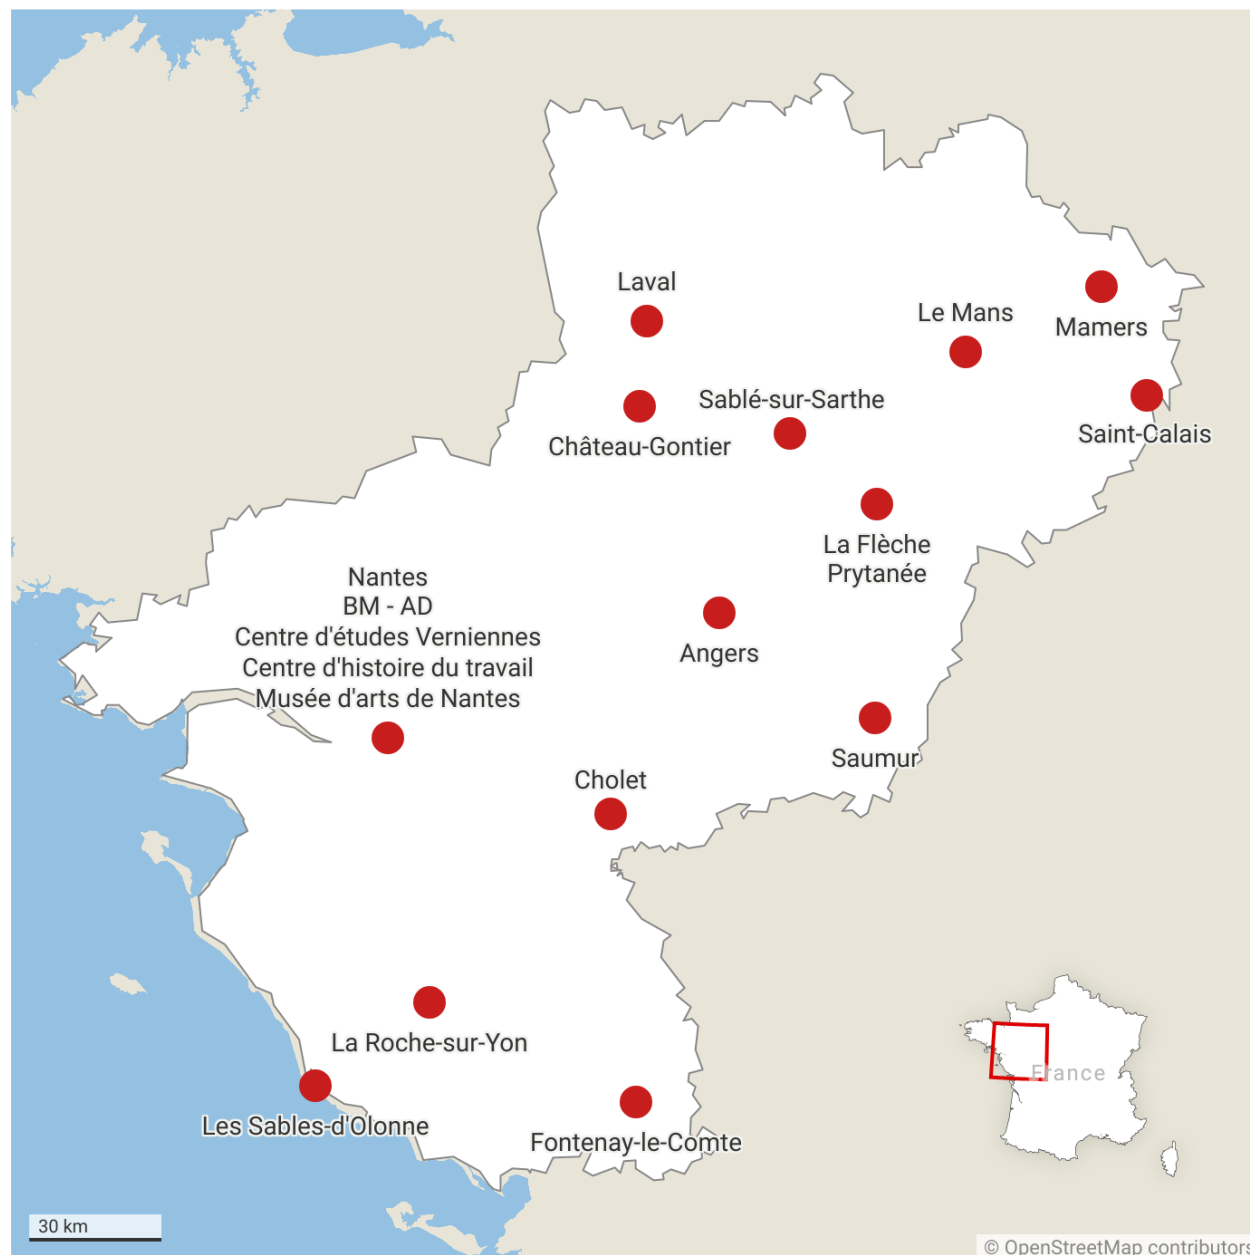 Laval
Le Mans
Mamers
Sablé-sur-Sarthe
Château-Gontier
Saint-Calais
La Flèche
Prytanée
Nantes
BM - AD
Centre d'études Verniennes
Centre d'histoire du travail
Musée d'arts de Nantes
Angers
Saumur
Cholet
La Roche-sur-Yon
Les Sables-d'Olonne
Fontenay-le-Comte
France
30 km
© OpenStreetMap contributors